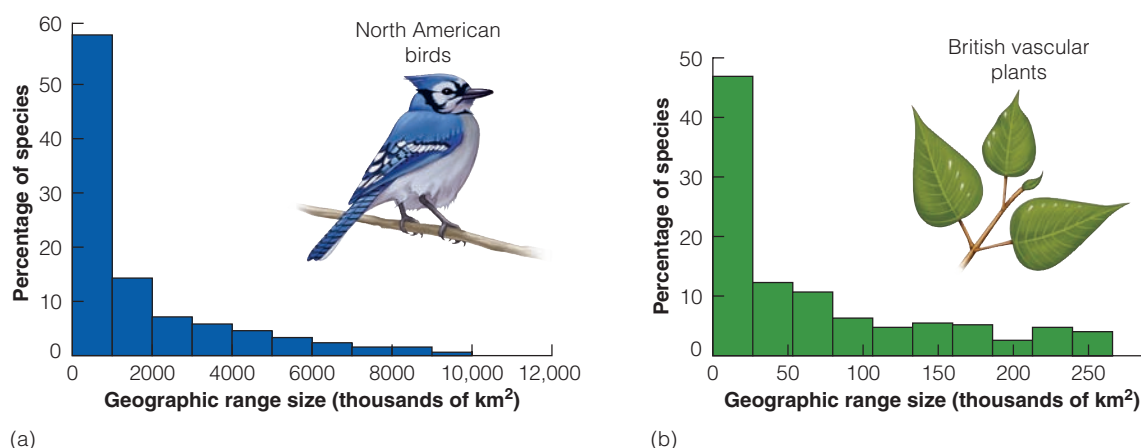 North American
birds
Percentage of species
60
50
40
30
20
10
0
0 2000 4000 6000 8000 10,000 12,000
Geographic range size (thousands of km²)
(a)
British vascular
plants
Percentage of species
50
40
30
20
10
0
0 50 100 150 200 250
Geographic range size (thousands of km²)
(b)